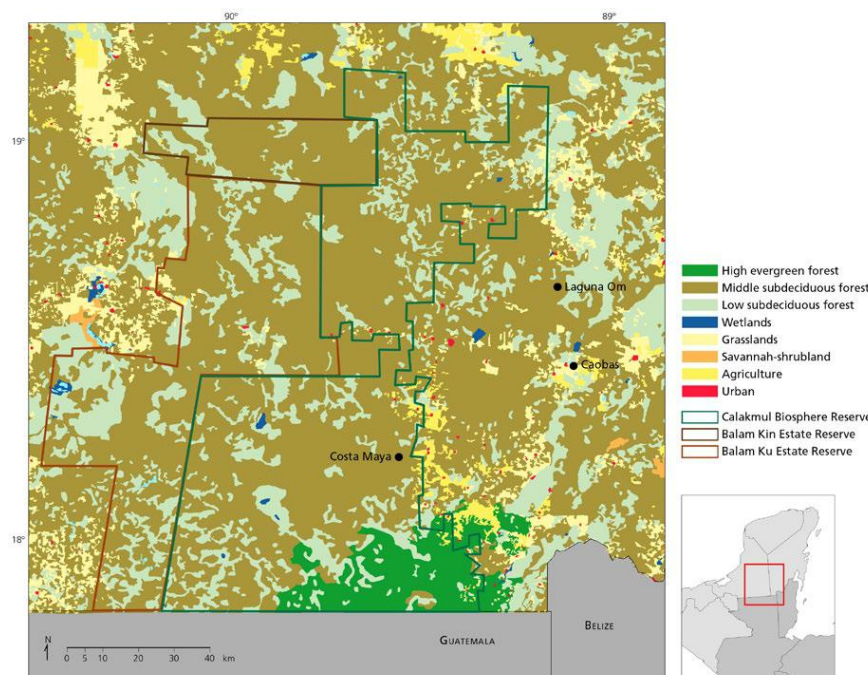 90°
89°
19°
Laguna Om
Caobas
Costa Maya
18°
N
0 5 10 20 30 40 km
GUATEMALA
BELIZE
High evergreen forest
Middle subdeciduous forest
Low subdeciduous forest
Wetlands
Grasslands
Savannah-shrubland
Agriculture
Urban
Calakmul Biosphere Reserve
Balam Kin Estate Reserve
Balam Ku Estate Reserve